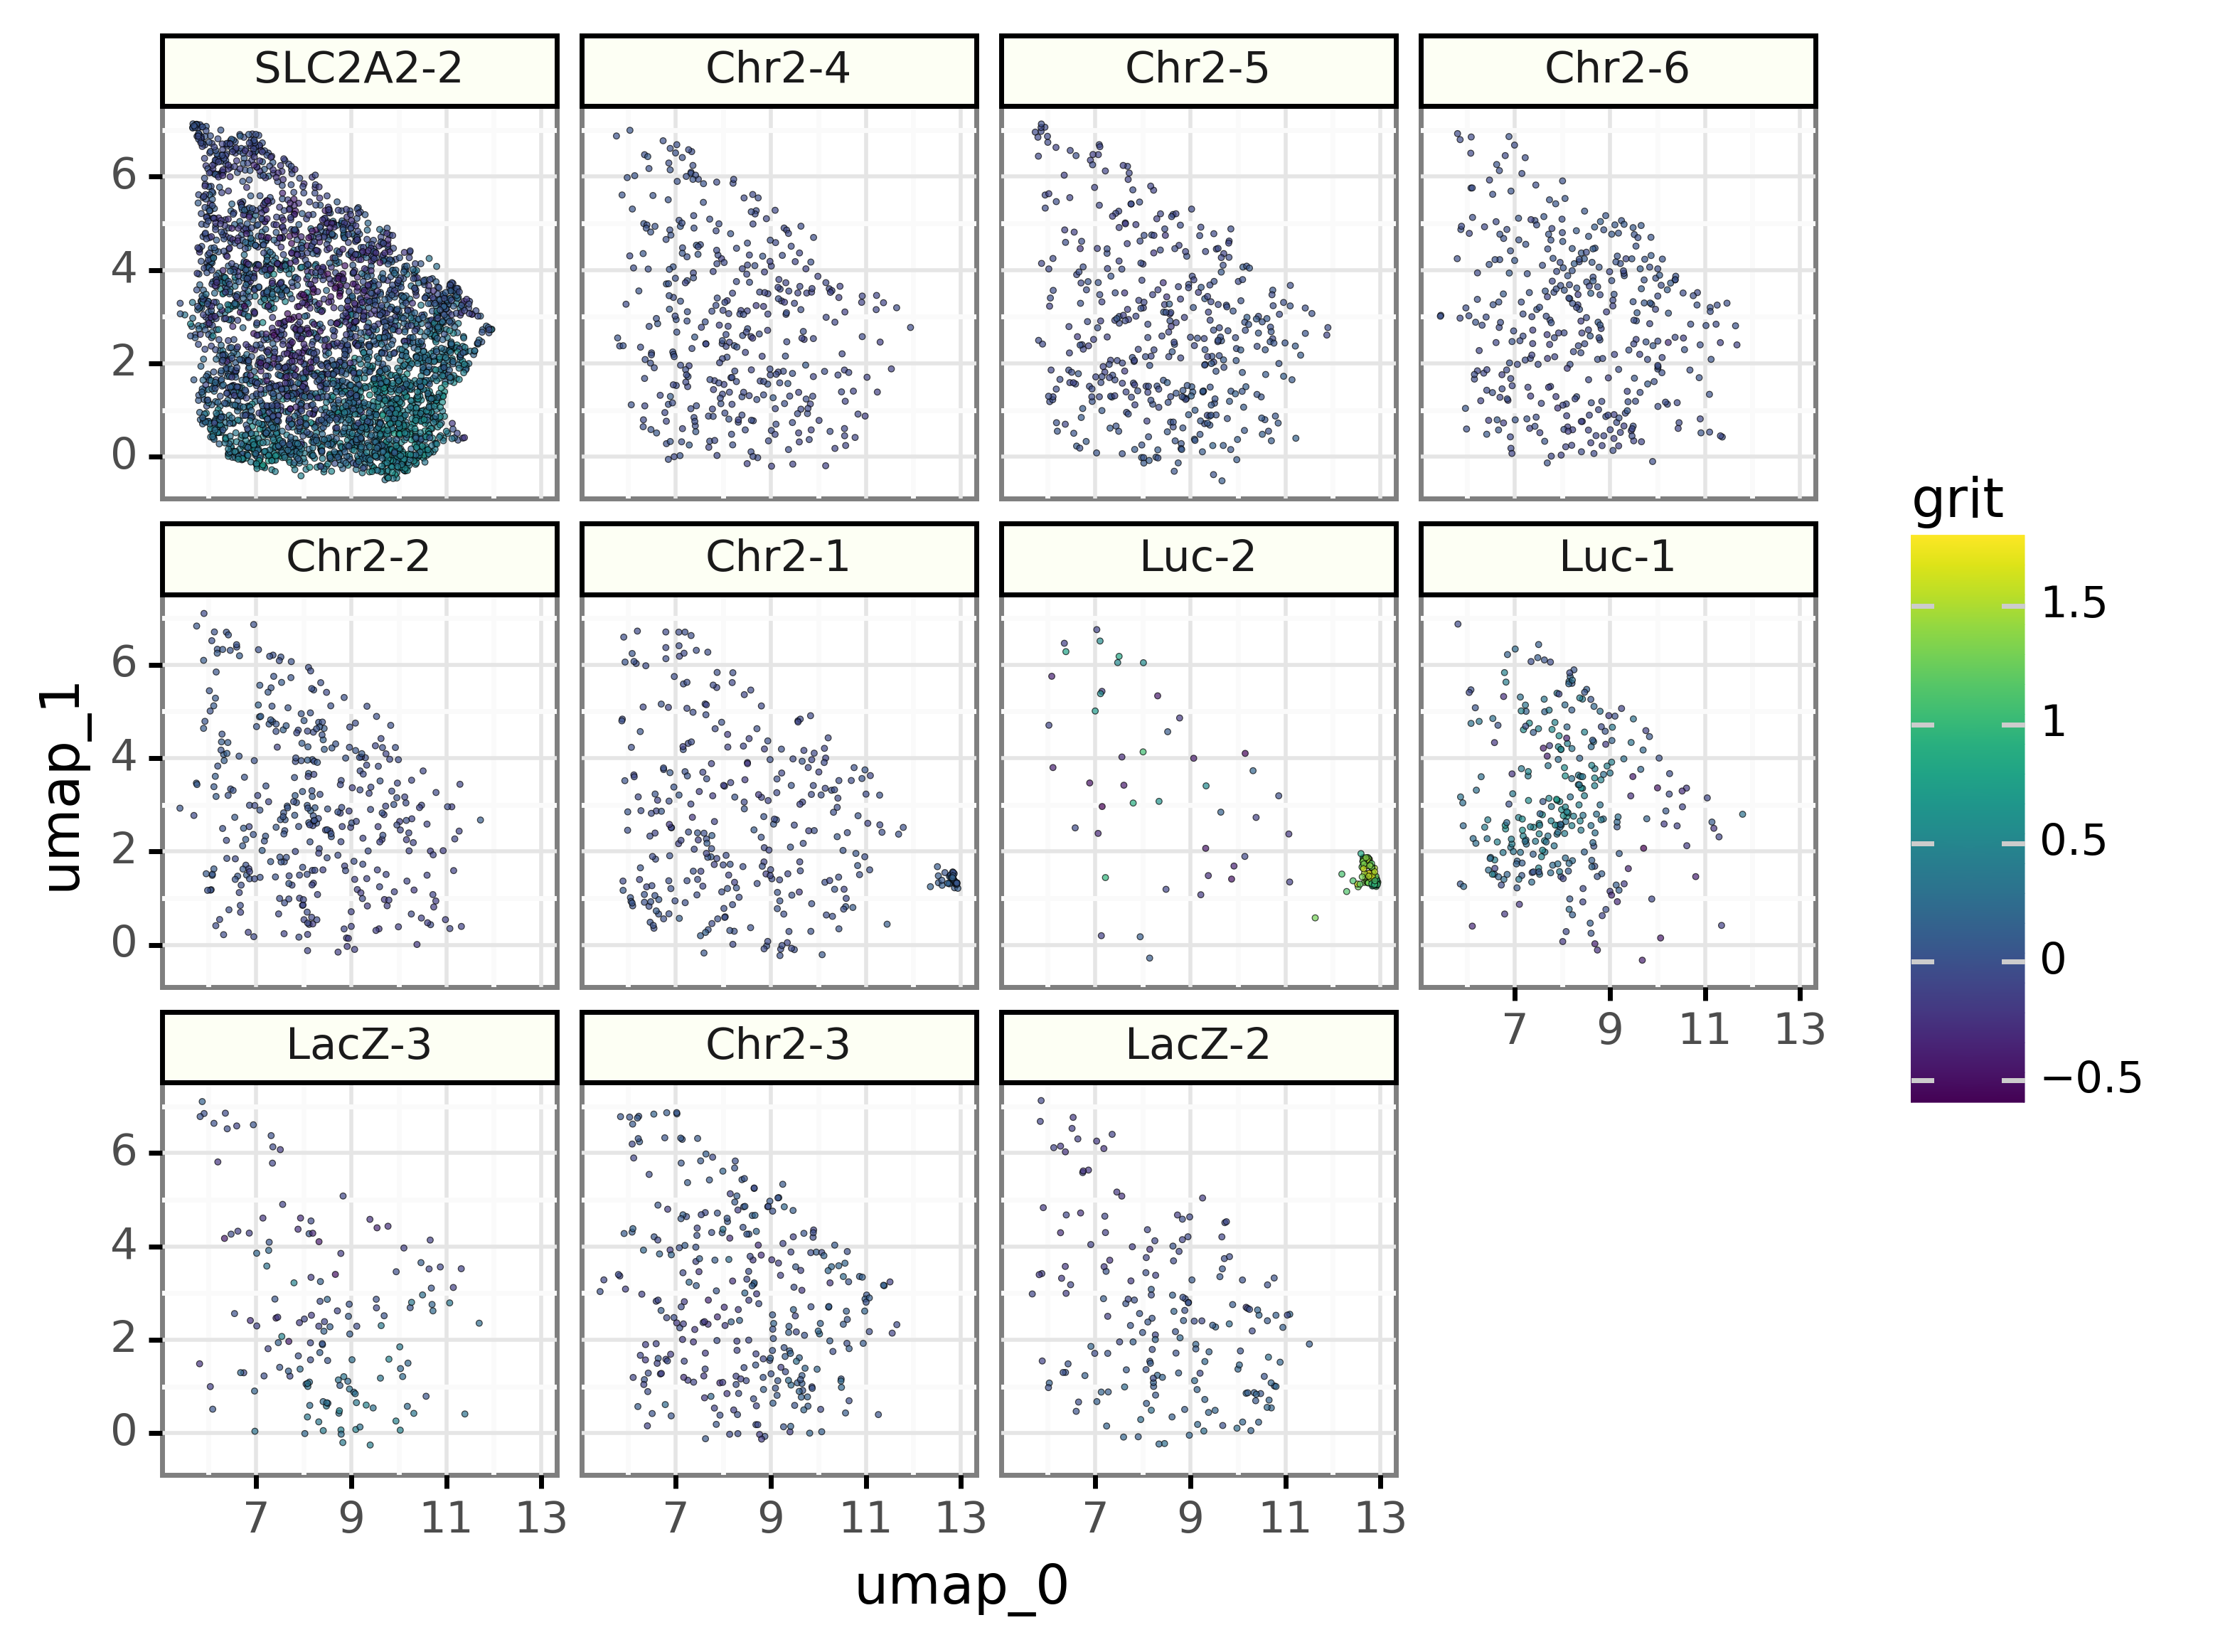 SLC2A2-2 Chr2-4 Chr2-5 Chr2-6
6
4
2
0
Chr2-2 Chr2-1 Luc-2 Luc-1
6
4
2
0
7 9 11 13
LacZ-3 Chr2-3 LacZ-2
6
4
2
0
7 9 11 13 7 9 11 13 7 9 11 13
umap_0
umap_1
grit
1.5
1
0.5
0
−0.5